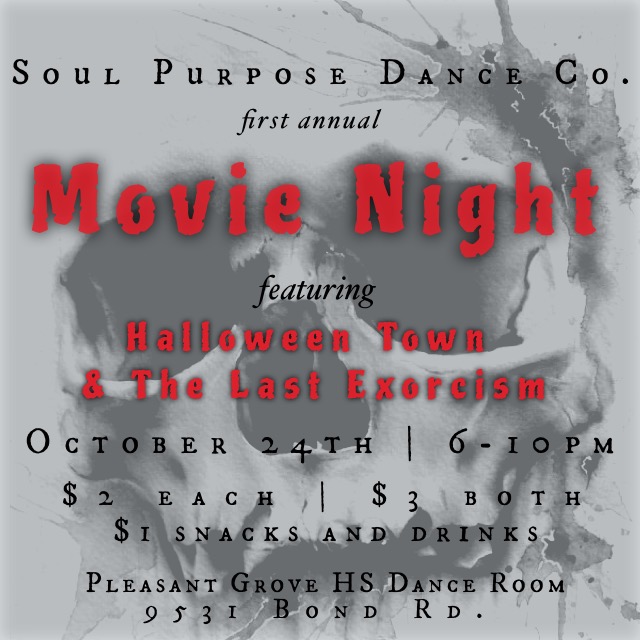 Soul Purpose Dance Co.
first annual
Movie Night
featuring
Halloween Town
& The Last Exorcism
October 24th | 6-10pm
$2 each | $3 both
$1 snacks and drinks
Pleasant Grove HS Dance Room
9531 Bond Rd.